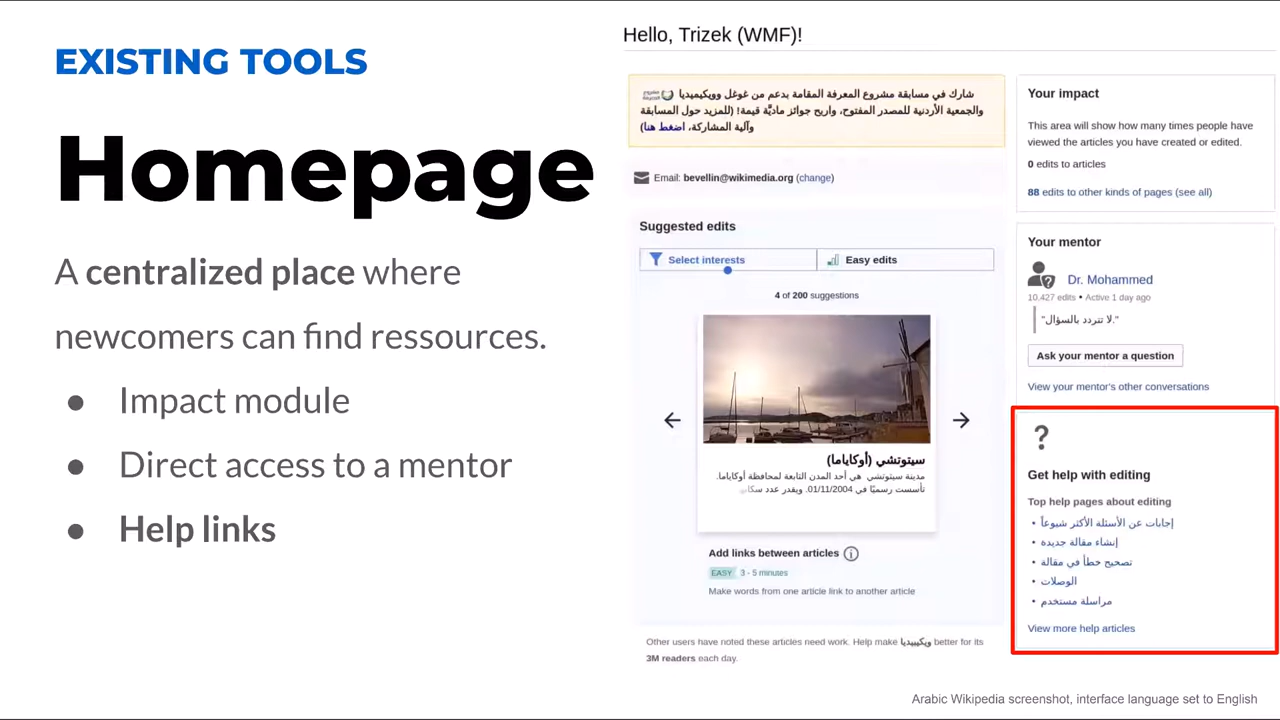 EXISTING TOOLS
Homepage
A centralized place where
newcomers can find ressources.
● Impact module
● Direct access to a mentor
● Help links
Hello, Trizek (WMF)!
شارك في مسابقة مشروع المعرفة المقامة بدعم من غوغل وويكيميديا
والجمعية الأردنية للمصدر المفتوح، واربح جوائز ماديَّة قيمة! (للمزيد حول المسابقة
وآلية المشاركة، اضغط هنا)
Email: bevellin@wikimedia.org (change)
Suggested edits
Select interests
Easy edits
4 of 200 suggestions
سيتوتشي (أوكاياما)
مدينة سيتوتشي هي أحد المدن التابعة لمحافظة أوكاياما.
تأسست رسميًا في 01/11/2004. ويقدر عدد سكاني
Add links between articles
EASY 3 - 5 minutes
Make words from one article link to another article
Other users have noted these articles need work. Help make ويكيبيديا better for its
3M readers each day.
Your impact
This area will show how many times people have
viewed the articles you have created or edited.
0 edits to articles
88 edits to other kinds of pages (see all)
Your mentor
Dr. Mohammed
10,427 edits • Active 1 day ago
"لا تتردد بالسؤال."
Ask your mentor a question
View your mentor's other conversations
?
Get help with editing
Top help pages about editing
• إجابات عن الأسئلة الأكثر شيوعاً
• إنشاء مقالة جديدة
• تصحيح خطأ في مقالة
• الوصلات
• مراسلة مستخدم
View more help articles
Arabic Wikipedia screenshot, interface language set to English